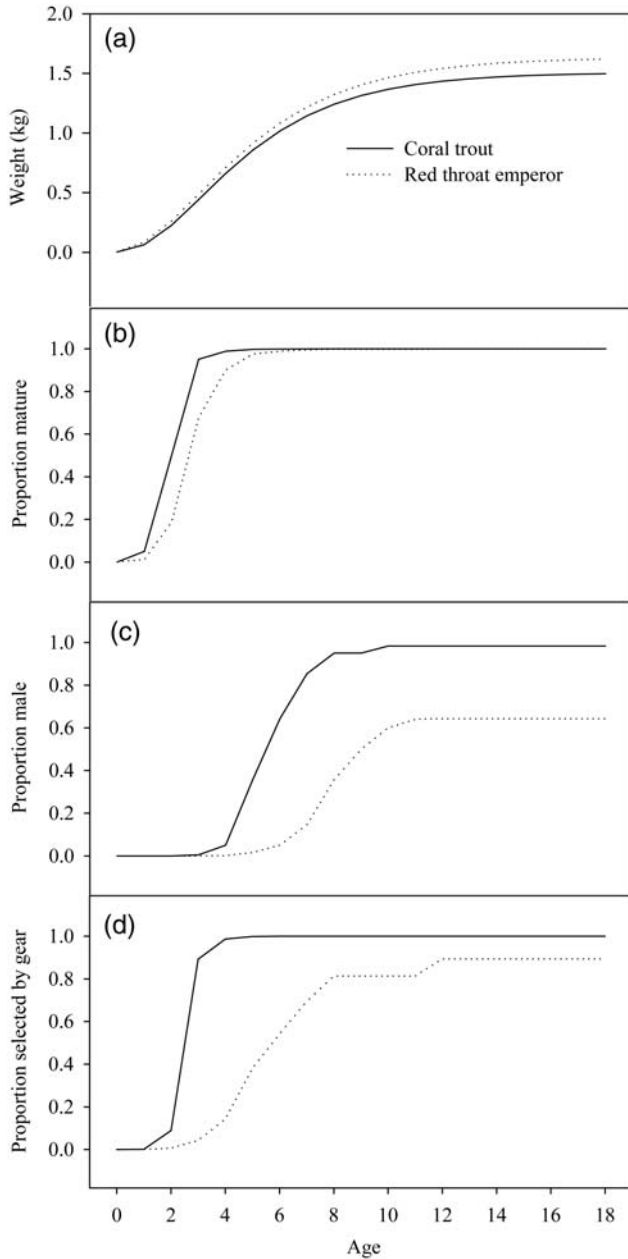 (a)
Weight (kg)
2.0
1.5
1.0
0.5
0.0
Coral trout
Red throat emperor
(b)
Proportion mature
1.0
0.8
0.6
0.4
0.2
0.0
(c)
Proportion male
1.0
0.8
0.6
0.4
0.2
0.0
(d)
Proportion selected by gear
1.0
0.8
0.6
0.4
0.2
0.0
0 2 4 6 8 10 12 14 16 18
Age